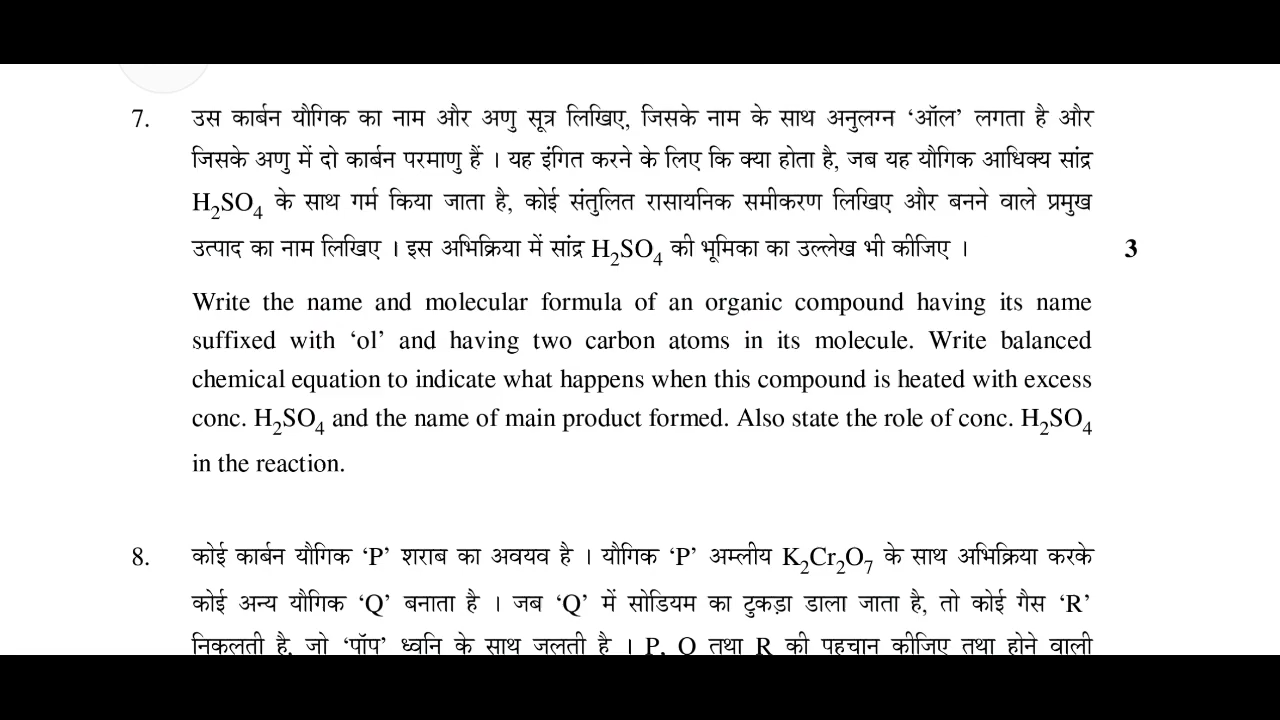 7. उस कार्बन यौगिक का नाम और अणु सूत्र लिखिए, जिसके नाम के साथ अनुलग्न ‘ऑल’ लगता है और
जिसके अणु में दो कार्बन परमाणु हैं । यह इंगित करने के लिए कि क्या होता है, जब यह यौगिक आधिक्य सांद्र
H₂SO₄ के साथ गर्म किया जाता है, कोई संतुलित रासायनिक समीकरण लिखिए और बनने वाले प्रमुख
उत्पाद का नाम लिखिए । इस अभिक्रिया में सांद्र H₂SO₄ की भूमिका का उल्लेख भी कीजिए । 3
Write the name and molecular formula of an organic compound having its name
suffixed with ‘ol’ and having two carbon atoms in its molecule. Write balanced
chemical equation to indicate what happens when this compound is heated with excess
conc. H₂SO₄ and the name of main product formed. Also state the role of conc. H₂SO₄
in the reaction.
8. कोई कार्बन यौगिक ‘P’ शराब का अवयव है । यौगिक ‘P’ अम्लीय K₂Cr₂O₇ के साथ अभिक्रिया करके
कोई अन्य यौगिक ‘Q’ बनाता है । जब ‘Q’ में सोडियम का टुकड़ा डाला जाता है, तो कोई गैस ‘R’
निकलती है, जो ‘पॉप’ ध्वनि के साथ जलती है । P, Q तथा R की पहचान कीजिए तथा होने वाली